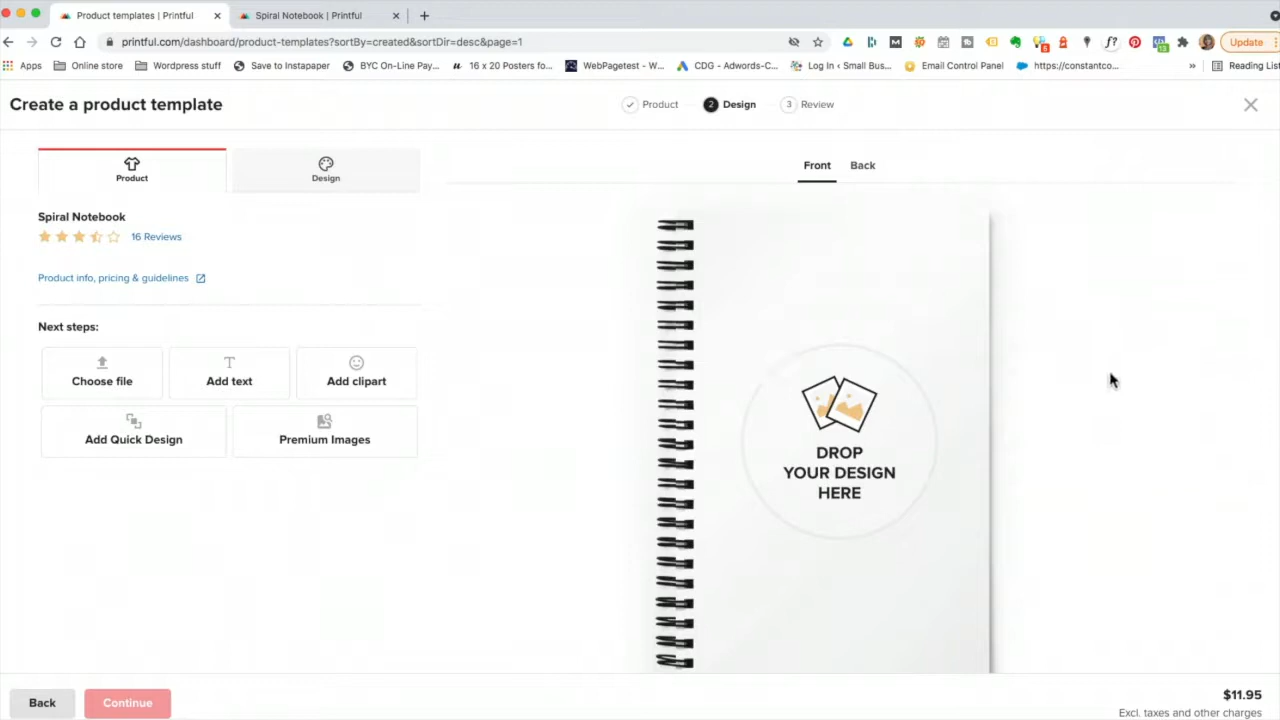 Product templates | Printful
Spiral Notebook | Printful
printful.com/dashboard/product-templates?sortBy=created&sortDir=desc&page=1
Update
Apps
Online store
Wordpress stuff
Save to Instapaper
BYC On-Line Pay...
16 x 20 Posters fo...
WebPagetest - W...
CDG - Adwords-C...
Log In ‹ Small Bus...
Email Control Panel
https://constantco...
»
Reading List
Create a product template
Product
2 Design
3 Review
Product
Design
Front
Back
Spiral Notebook
16 Reviews
Product info, pricing & guidelines
Next steps:
Choose file
Add text
Add clipart
Add Quick Design
Premium Images
DROP
YOUR DESIGN
HERE
Back
Continue
$11.95
Excl. taxes and other charges